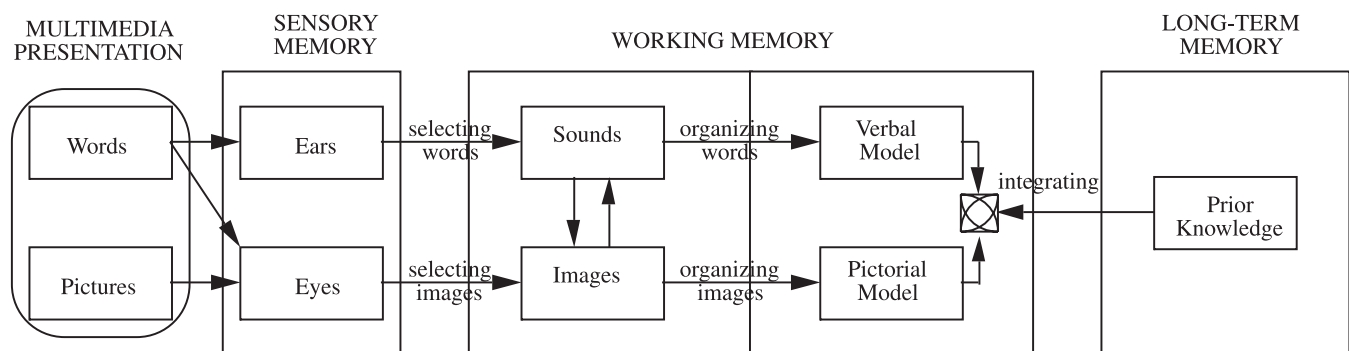 MULTIMEDIA
PRESENTATION
SENSORY
MEMORY
WORKING MEMORY
LONG-TERM
MEMORY
Words
Ears
selecting
words
Sounds
organizing
words
Verbal
Model
integrating
Prior
Knowledge
Pictures
Eyes
selecting
images
Images
organizing
images
Pictorial
Model